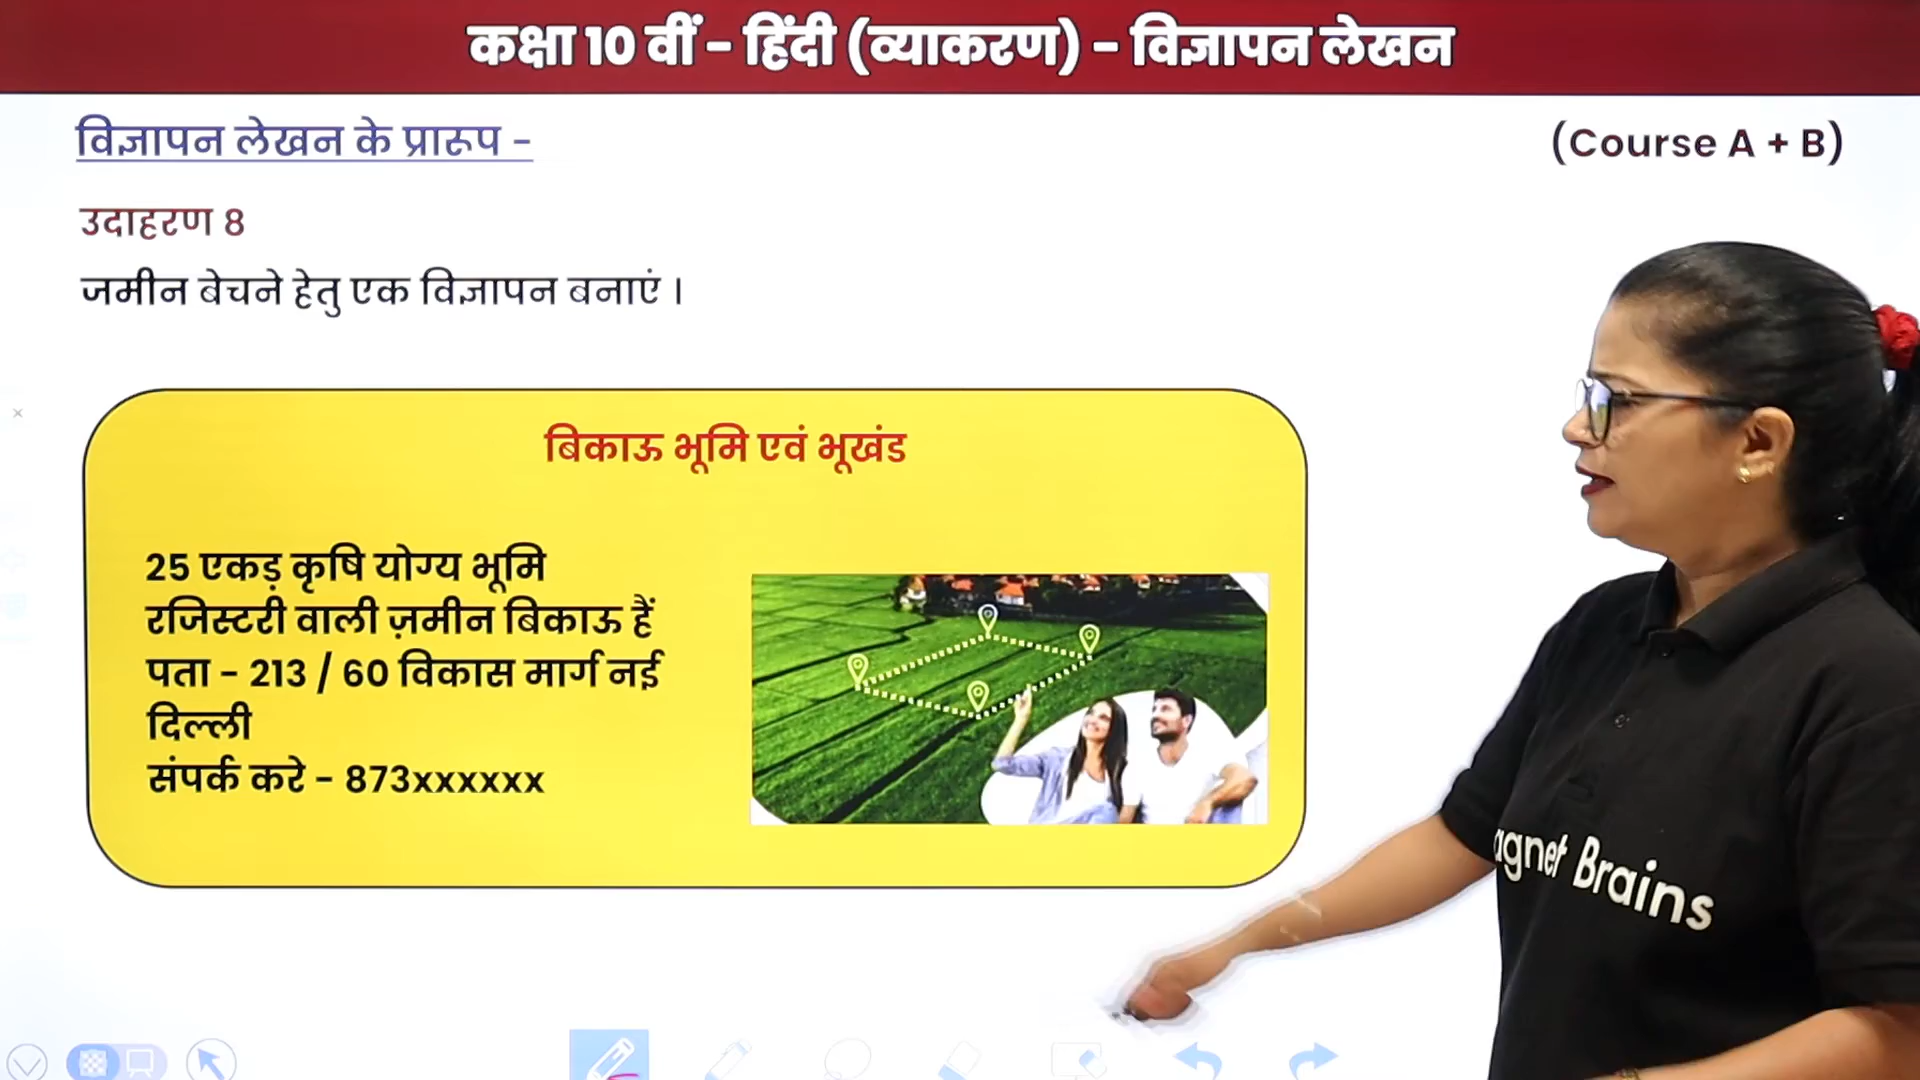 कक्षा 10 वीं - हिंदी (व्याकरण) - विज्ञापन लेखन
विज्ञापन लेखन के प्रारूप -
(Course A + B)
उदाहरण 8
जमीन बेचने हेतु एक विज्ञापन बनाएं ।
बिकाऊ भूमि एवं भूखंड
25 एकड़ कृषि योग्य भूमि
रजिस्टरी वाली ज़मीन बिकाऊ हैं
पता - 213 / 60 विकास मार्ग नई
दिल्ली
संपर्क करे - 873xxxxxx
agnet Brains